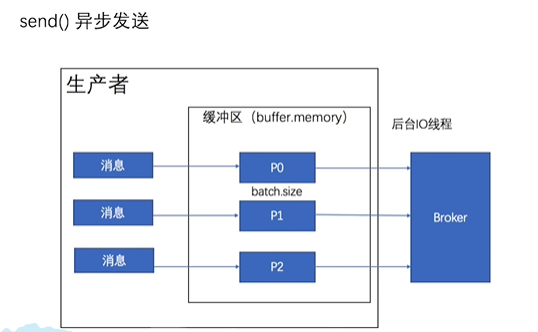 send() 异步发送
生产者
缓冲区（buffer.memory）
后台IO线程
消息
P0
batch.size
消息
P1
Broker
消息
P2